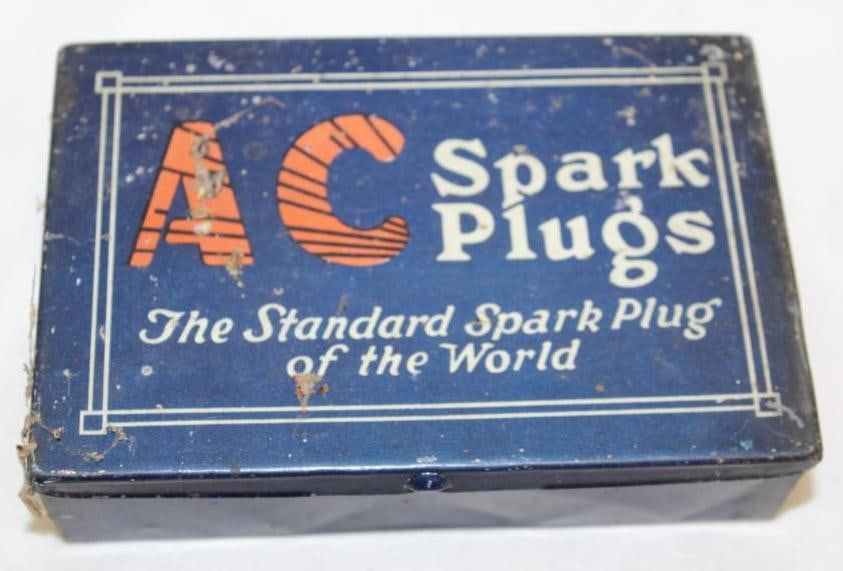 AC Spark
Plugs
The Standard Spark Plug
of the World